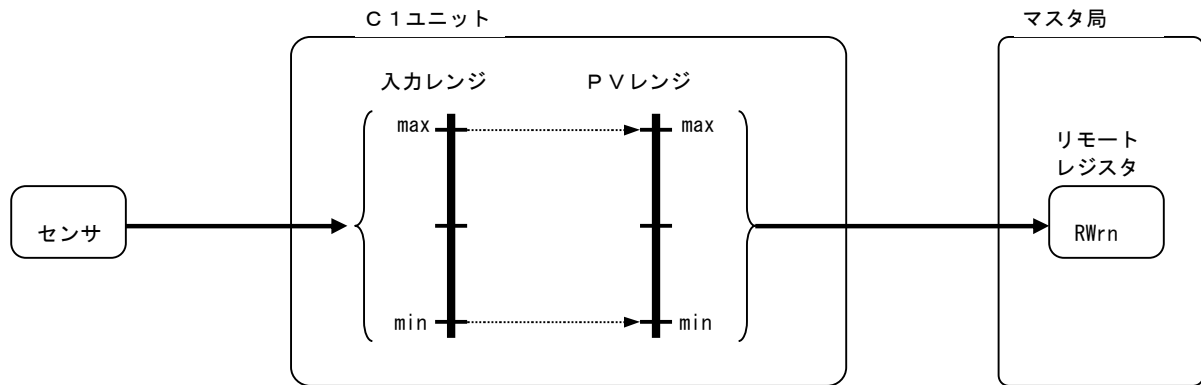 C1ユニット
マスタ局
入力レンジ
PVレンジ
max
max
リモート
レジスタ
センサ
RWrn
min
min